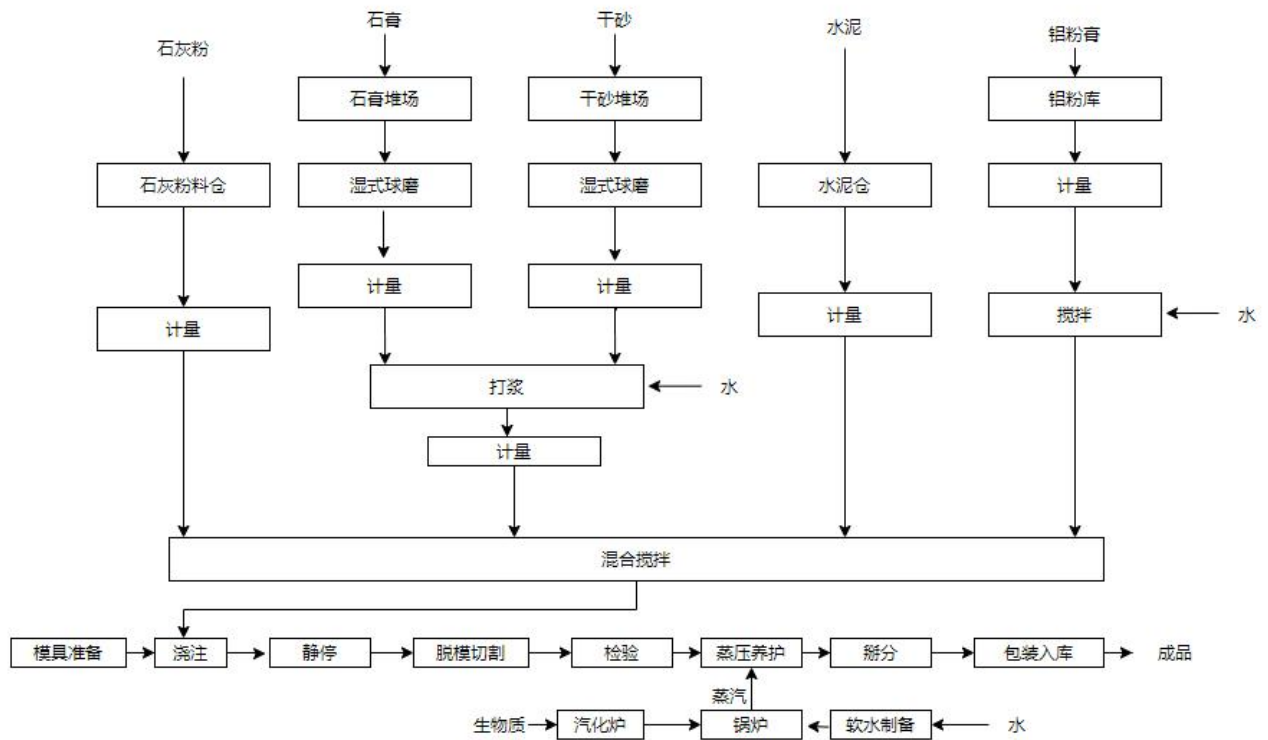 石灰粉
石膏
干砂
水泥
铝粉膏
石膏堆场
干砂堆场
铝粉库
石灰粉料仓
湿式球磨
湿式球磨
水泥仓
计量
计量
计量
计量
计量
搅拌
水
打浆
水
计量
混合搅拌
模具准备
浇注
静停
脱模切割
检验
蒸压养护
掰分
包装入库
成品
蒸汽
生物质
汽化炉
锅炉
软水制备
水